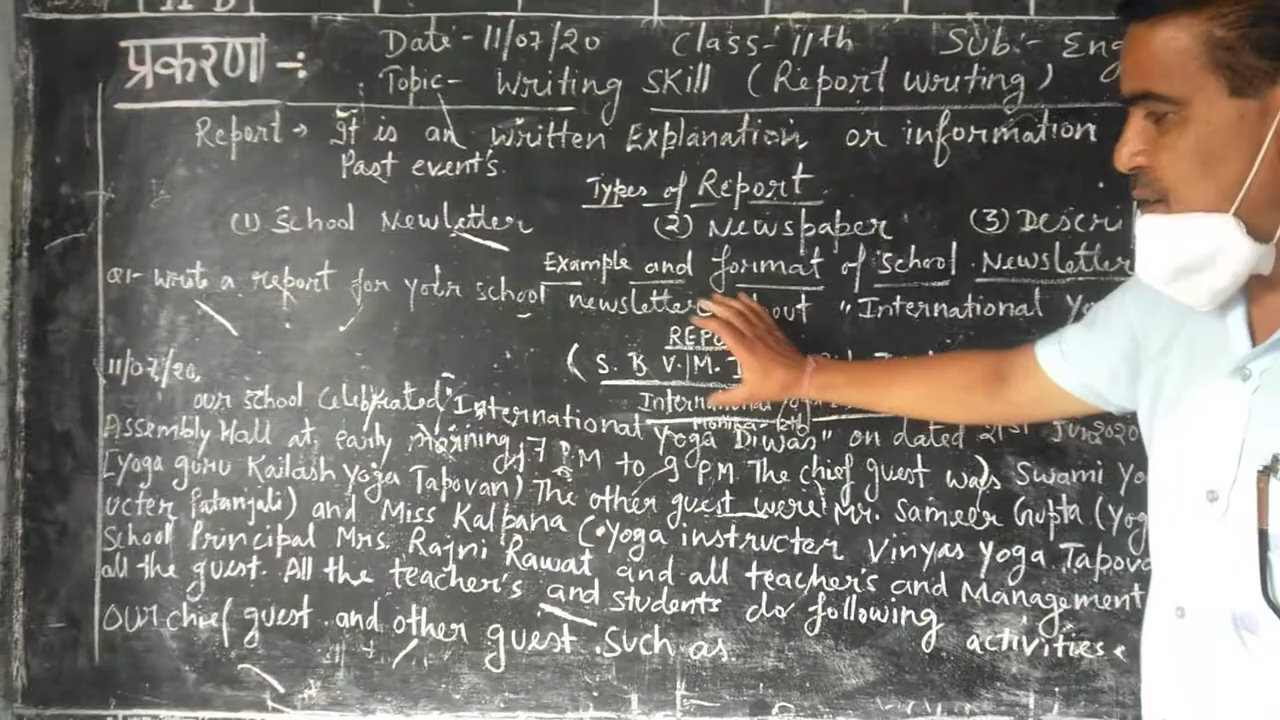 11 B
प्रकरण :- Date - 11/07/20 Class- 11th Sub:- Eng
Topic- Writing SKill (Report writing)
Report → It is an written Explanation or information
Past event's.
Types of Report
(1) School Newletter (2) Newspaper (3) Descri
Example and format of school Newsletter
Q1- write a report for your school newsletter bout "International Yo
REPO
(S. B V. M. I
11/07/20,
International
our school Celebrated "International Yoga Diwas" on dated 21st Jun 2020
Assembly Hall at early morning 7 P.M to 9 P.M The chief guest was Swami Yo
[Yoga guru Kailash Yoga Tapovan) The other guest were Mr. Sameer Gupta (Yog
ucter Patanjali) and Miss Kalpana (Yoga instructer Vinyas Yoga Tapova
School Principal Mrs. Rajni Rawat and all teacher's and Management
all the guest. All the teacher's and students do following activities
our chief guest and other guest. such as